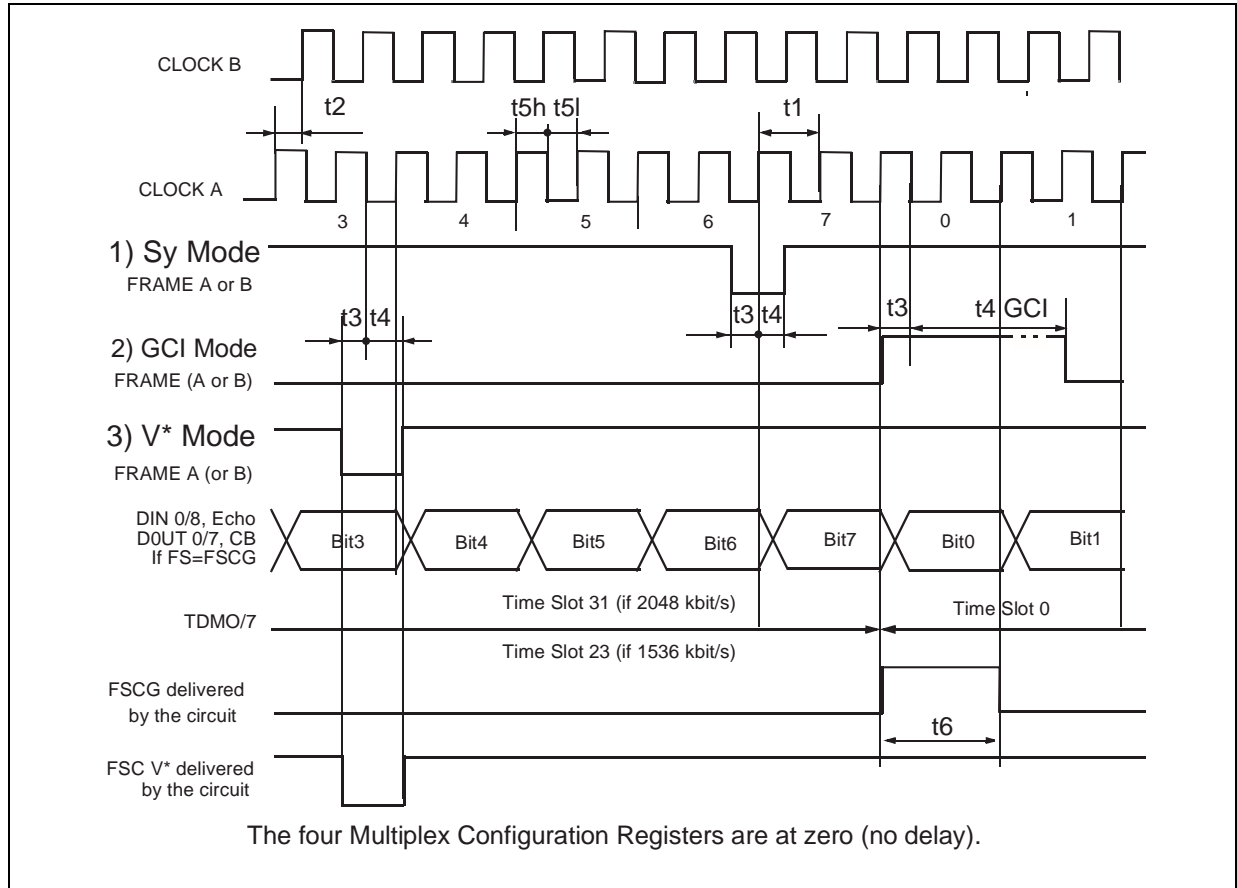 CLOCK B
t2
t5h t5l
t1
CLOCK A
3 4 5 6 7 0 1
1) Sy Mode
FRAME A or B
t3 t4
t3 t4
t3
t4 GCI
2) GCI Mode
FRAME (A or B)
3) V* Mode
FRAME A (or B)
DIN 0/8, Echo
D0UT 0/7, CB
If FS=FSCG
Bit3 Bit4 Bit5 Bit6 Bit7 Bit0 Bit1
Time Slot 31 (if 2048 kbit/s)
Time Slot 0
TDMO/7
Time Slot 23 (if 1536 kbit/s)
FSCG delivered
by the circuit
t6
FSC V* delivered
by the circuit
The four Multiplex Configuration Registers are at zero (no delay).